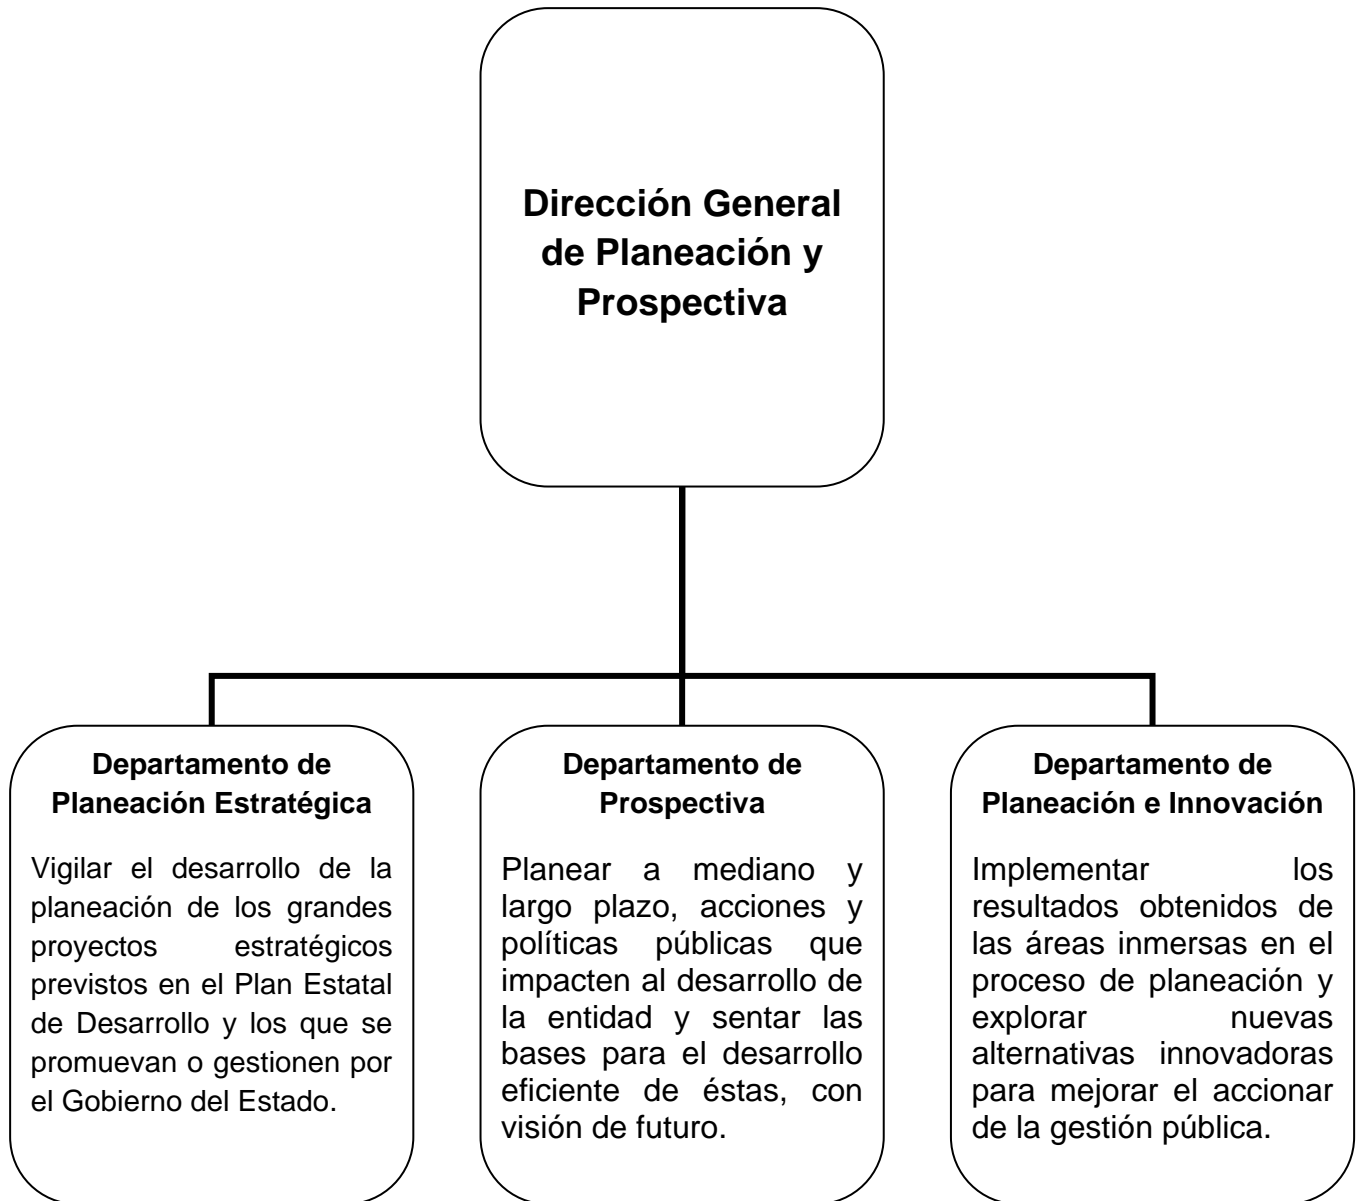 Dirección General
de Planeación y
Prospectiva
Departamento de
Planeación Estratégica
Vigilar el desarrollo de la
planeación de los grandes
proyectos estratégicos
previstos en el Plan Estatal
de Desarrollo y los que se
promuevan o gestionen por
el Gobierno del Estado.
Departamento de
Prospectiva
Planear a mediano y
largo plazo, acciones y
políticas públicas que
impacten al desarrollo de
la entidad y sentar las
bases para el desarrollo
eficiente de éstas, con
visión de futuro.
Departamento de
Planeación e Innovación
Implementar los
resultados obtenidos de
las áreas inmersas en el
proceso de planeación y
explorar nuevas
alternativas innovadoras
para mejorar el accionar
de la gestión pública.